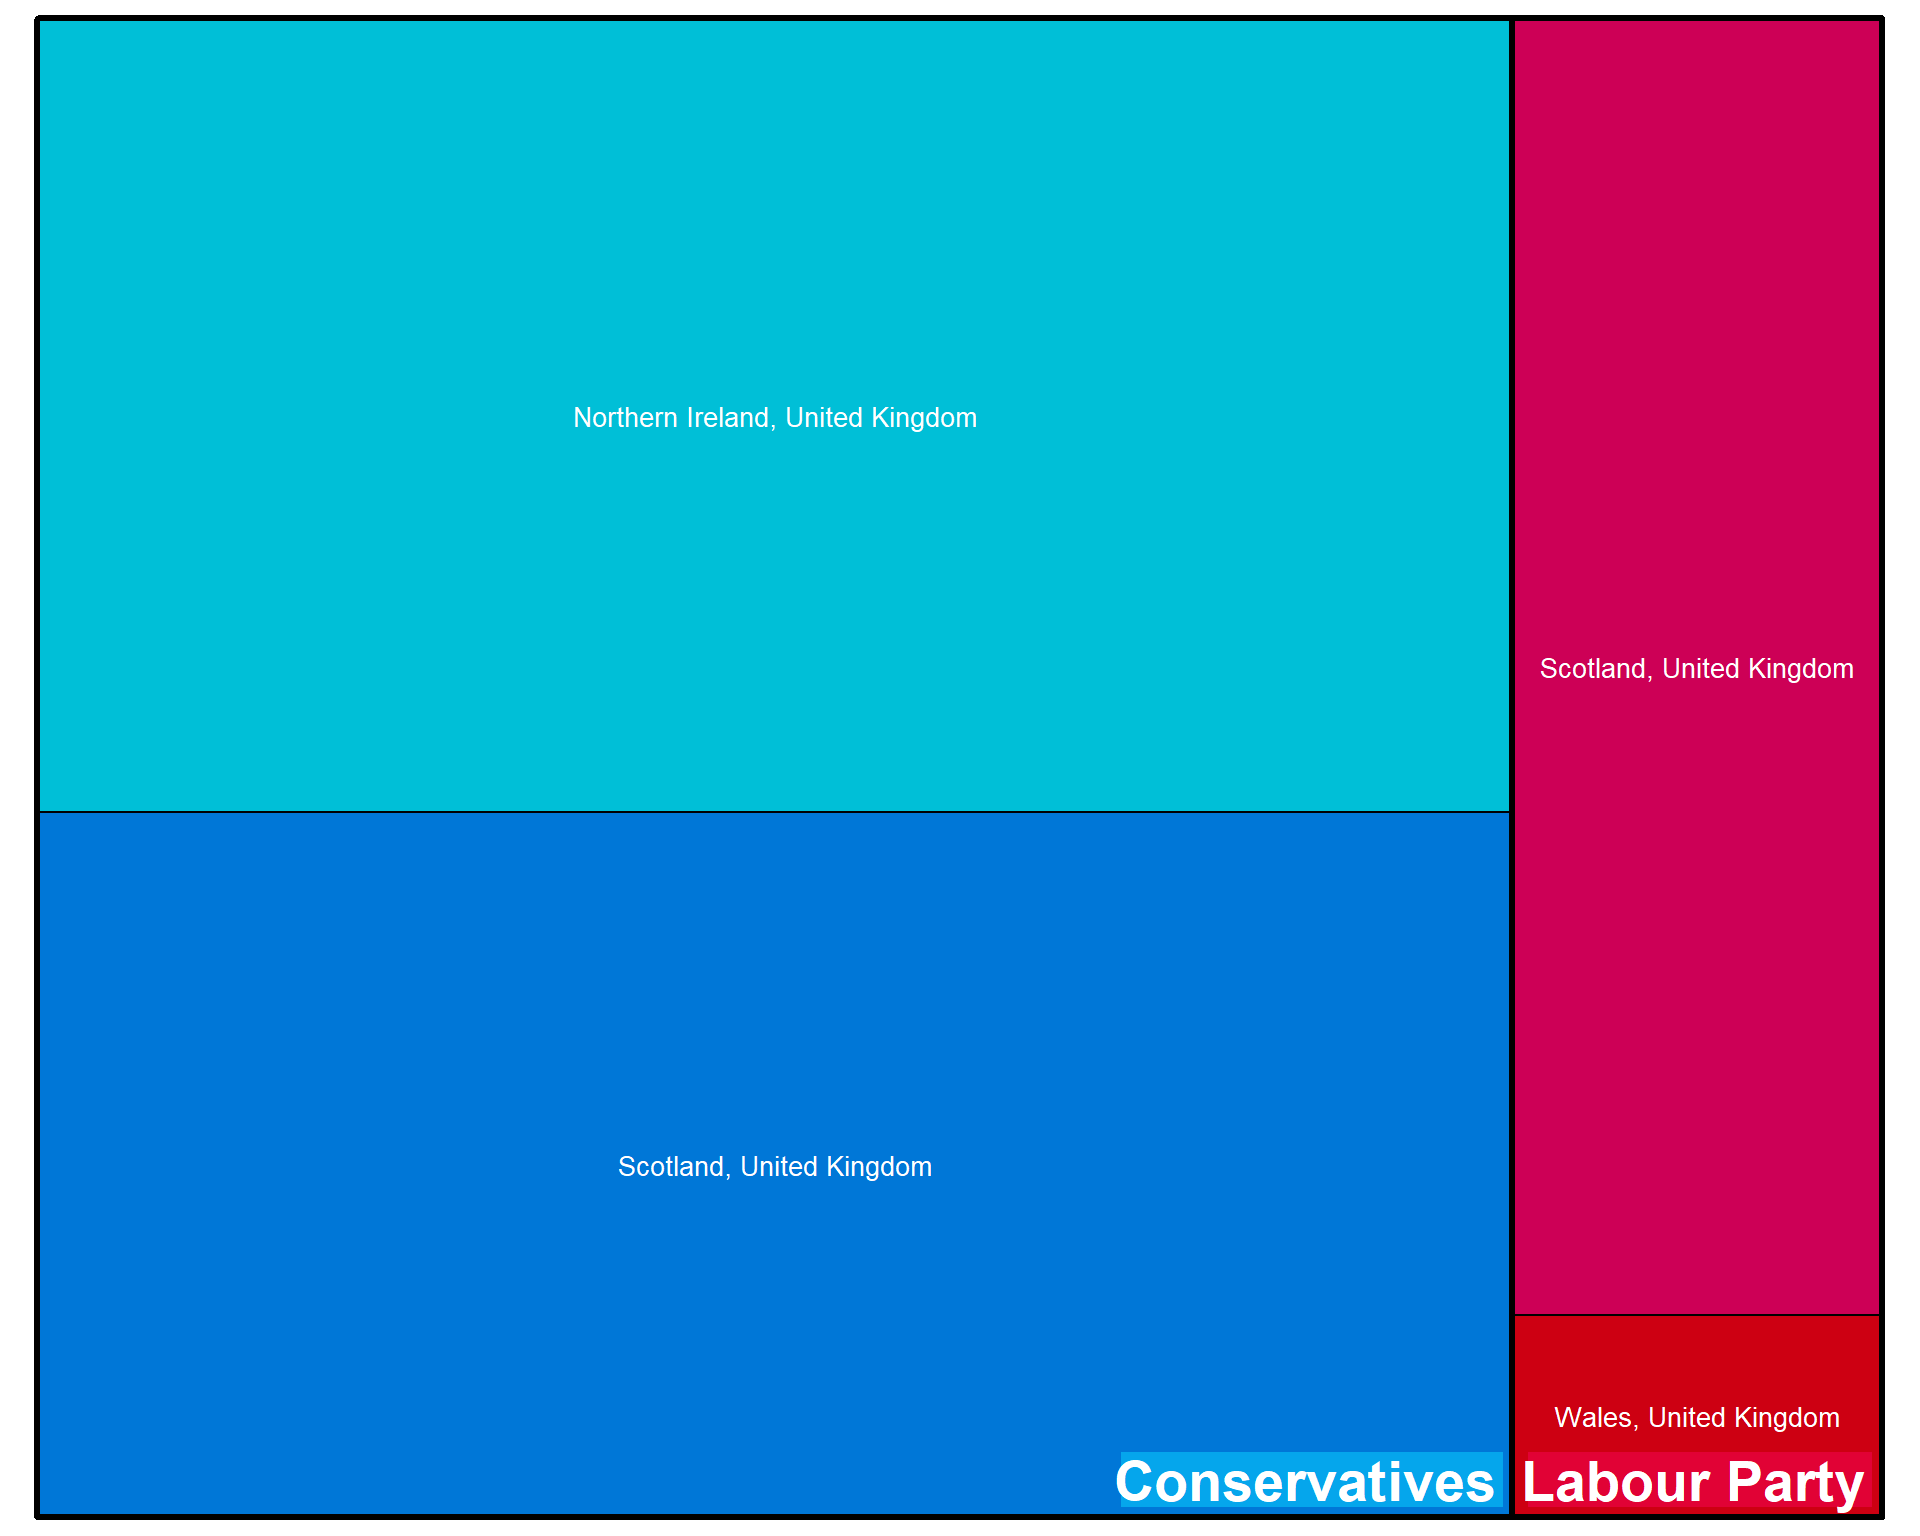 Northern Ireland, United Kingdom
Scotland, United Kingdom
Scotland, United Kingdom
Wales, United Kingdom
Conservatives
Labour Party